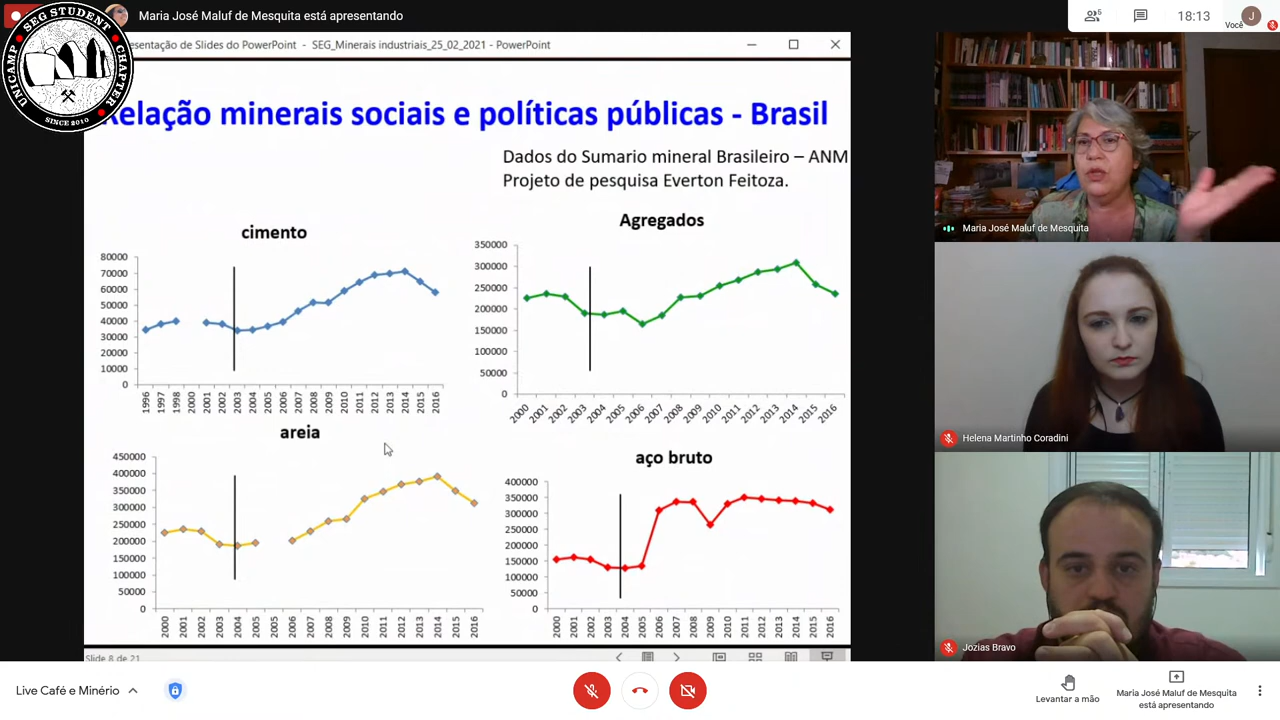 Maria José Maluf de Mesquita está apresentando
5
18:13
J
Você
SEG STUDENT
UNICAMP
CHAPTER
SINCE 2010
esentação de Slides do PowerPoint - SEG_Minerais industriais_25_02_2021 - PowerPoint
Relação minerais sociais e políticas públicas - Brasil
Dados do Sumario mineral Brasileiro – ANM
Projeto de pesquisa Everton Feitoza.
cimento
80000
70000
60000
50000
40000
30000
20000
10000
0
1996 1997 1998 2000 2001 2002 2003 2004 2005 2006 2007 2008 2009 2010 2011 2012 2013 2014 2015 2016
Agregados
350000
300000
250000
200000
150000
100000
50000
0
2000 2001 2002 2003 2004 2005 2006 2007 2008 2009 2010 2011 2012 2013 2014 2015 2016
areia
450000
400000
350000
300000
250000
200000
150000
100000
50000
0
2000 2001 2002 2003 2004 2005 2006 2007 2008 2009 2010 2011 2012 2013 2014 2015 2016
aço bruto
400000
350000
300000
250000
200000
150000
100000
50000
0
2000 2001 2002 2003 2004 2005 2006 2007 2008 2009 2010 2011 2012 2013 2014 2015 2016
Slide 8 de 21
Maria José Maluf de Mesquita
Helena Martinho Coradini
Jozias Bravo
Live Café e Minério
Levantar a mão
Maria José Maluf de Mesquita
está apresentando